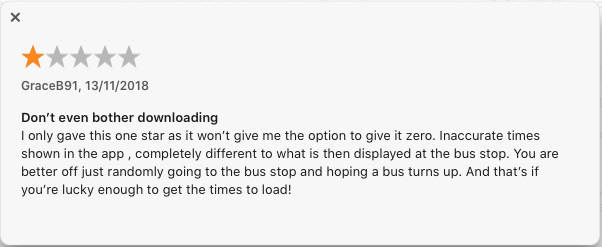 ×
GraceB91, 13/11/2018
Don’t even bother downloading
I only gave this one star as it won’t give me the option to give it zero. Inaccurate times
shown in the app , completely different to what is then displayed at the bus stop. You are
better off just randomly going to the bus stop and hoping a bus turns up. And that’s if
you’re lucky enough to get the times to load!